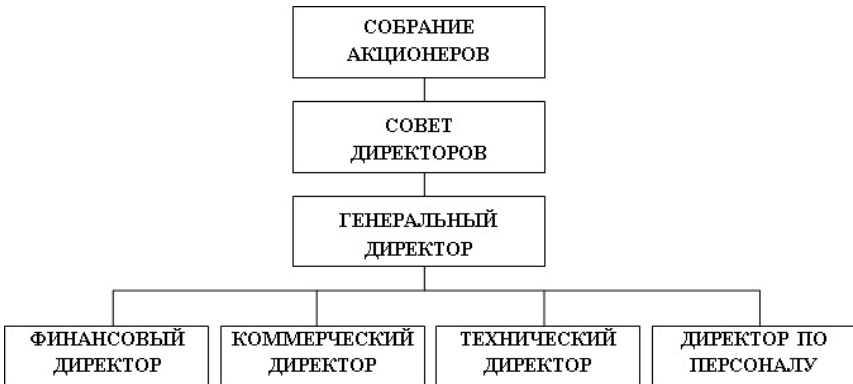 СОБРАНИЕ
АКЦИОНЕРОВ
СОВЕТ
ДИРЕКТОРОВ
ГЕНЕРАЛЬНЫЙ
ДИРЕКТОР
ФИНАНСОВЫЙ
ДИРЕКТОР
КОММЕРЧЕСКИЙ
ДИРЕКТОР
ТЕХНИЧЕСКИЙ
ДИРЕКТОР
ДИРЕКТОР ПО
ПЕРСОНАЛУ